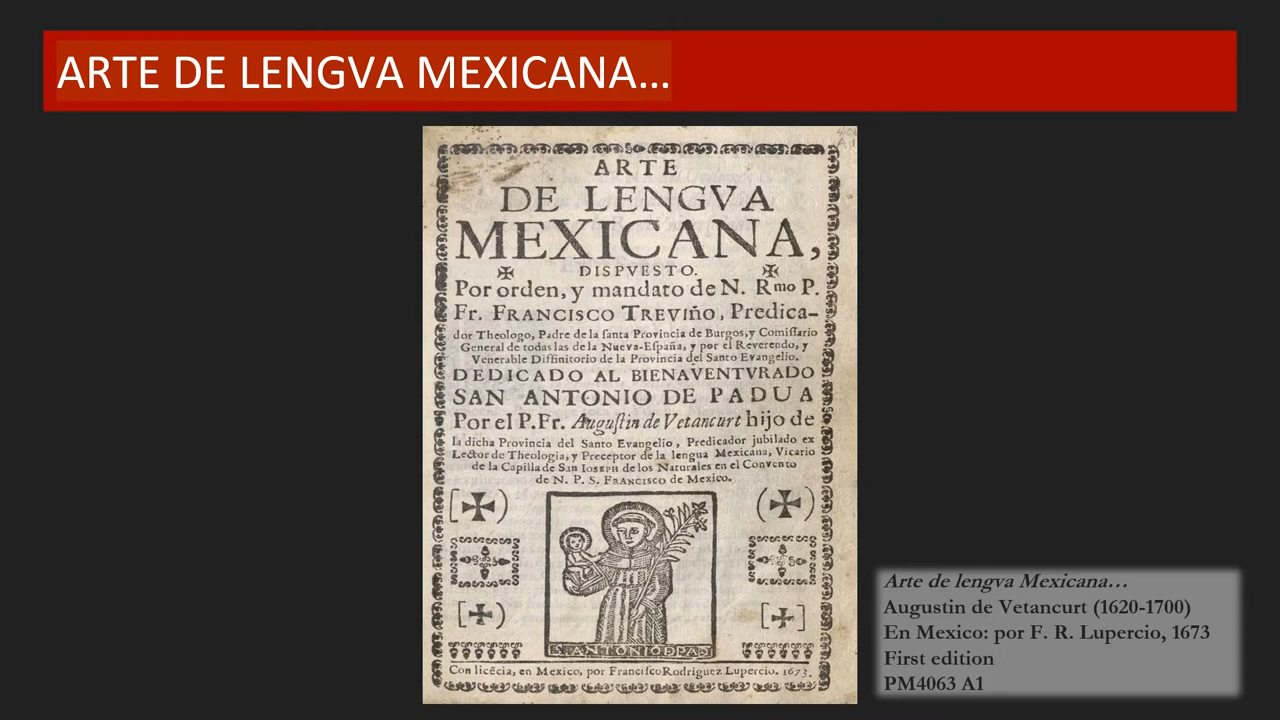 ARTE DE LENGVA MEXICANA...
ARTE
DE LENGVA
MEXICANA,
DISPVESTO.
Por orden, y mandato de N. Rmo P.
Fr. FRANCISCO TREVIñO, Predica-
dor Theologo, Padre de la ſanta Provincia de Burgos, y Comiſſario
General de todas las de la Nueva-Eſpaña, y por el Reverendo, y
Venerable Diffinitorio de la Provincia del Santo Evangelio.
DEDICADO AL BIENAVENTVRADO
SAN ANTONIO DE PADUA
Por el P.Fr. Auguſtin de Vetancurt hijo de
la dicha Provincia del Santo Evangelio, Predicador jubilado ex
Lector de Theologia, y Preceptor de la lengua Mexicana, Vicario
de la Capilla de San IOSEPH de los Naturales en el Convento
de N. P. S. FRANCISCO de Mexico.
S. ANTONIO D PAD
Con licẽcia, en Mexico, por Franciſco Rodriguez Lupercio. 1673.
Arte de lengva Mexicana...
Augustin de Vetancurt (1620-1700)
En Mexico: por F. R. Lupercio, 1673
First edition
PM4063 A1